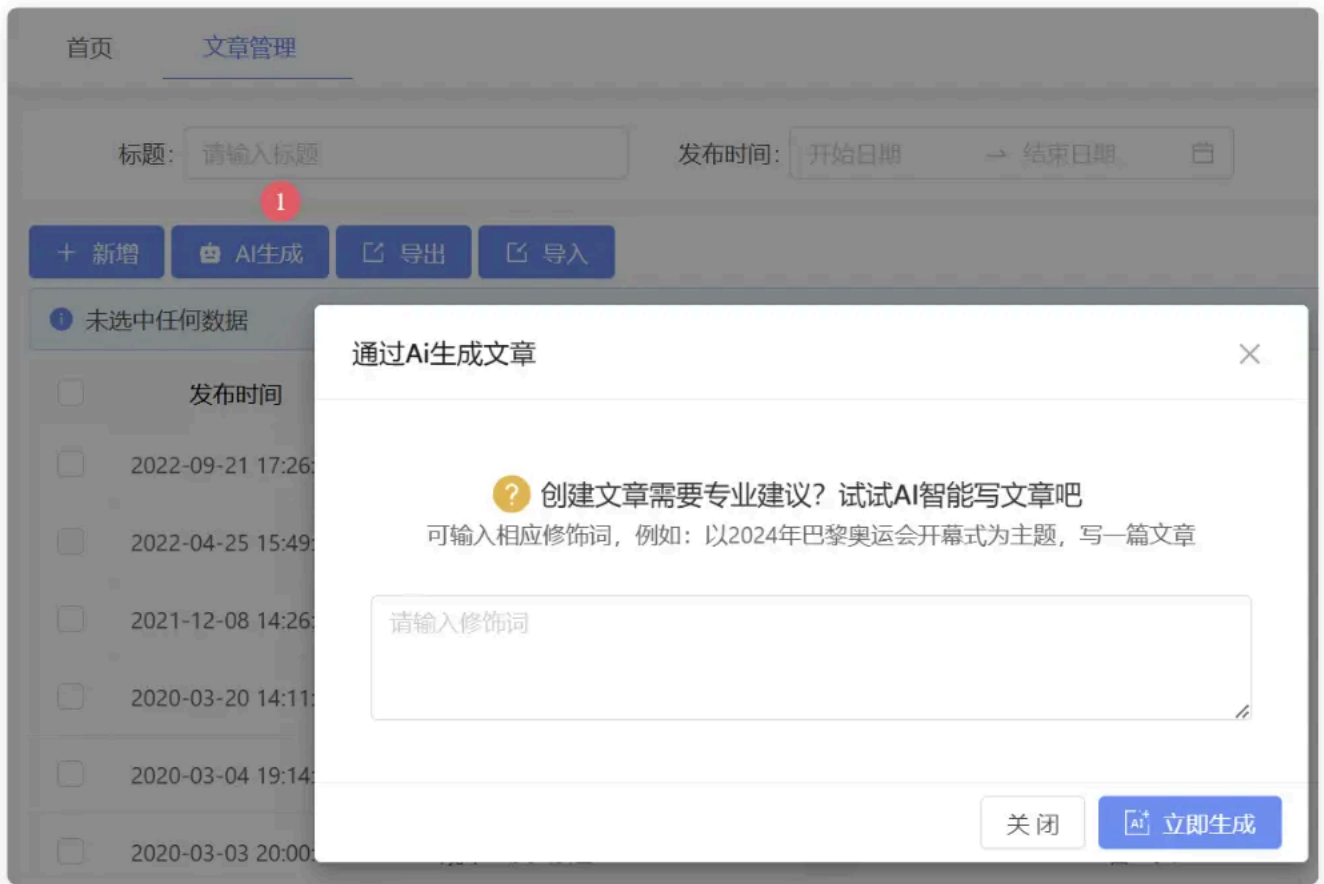 首页 文章管理
标题： 请输入标题 发布时间： 开始日期 → 结束日期
1
+ 新增 AI生成 导出 导入
未选中任何数据
通过Ai生成文章
发布时间
2022-09-21 17:26:
? 创建文章需要专业建议？试试AI智能写文章吧
可输入相应修饰词，例如：以2024年巴黎奥运会开幕式为主题，写一篇文章
2022-04-25 15:49:
2021-12-08 14:26:
请输入修饰词
2020-03-20 14:11:
2020-03-04 19:14:
关闭 AI 立即生成
2020-03-03 20:00: